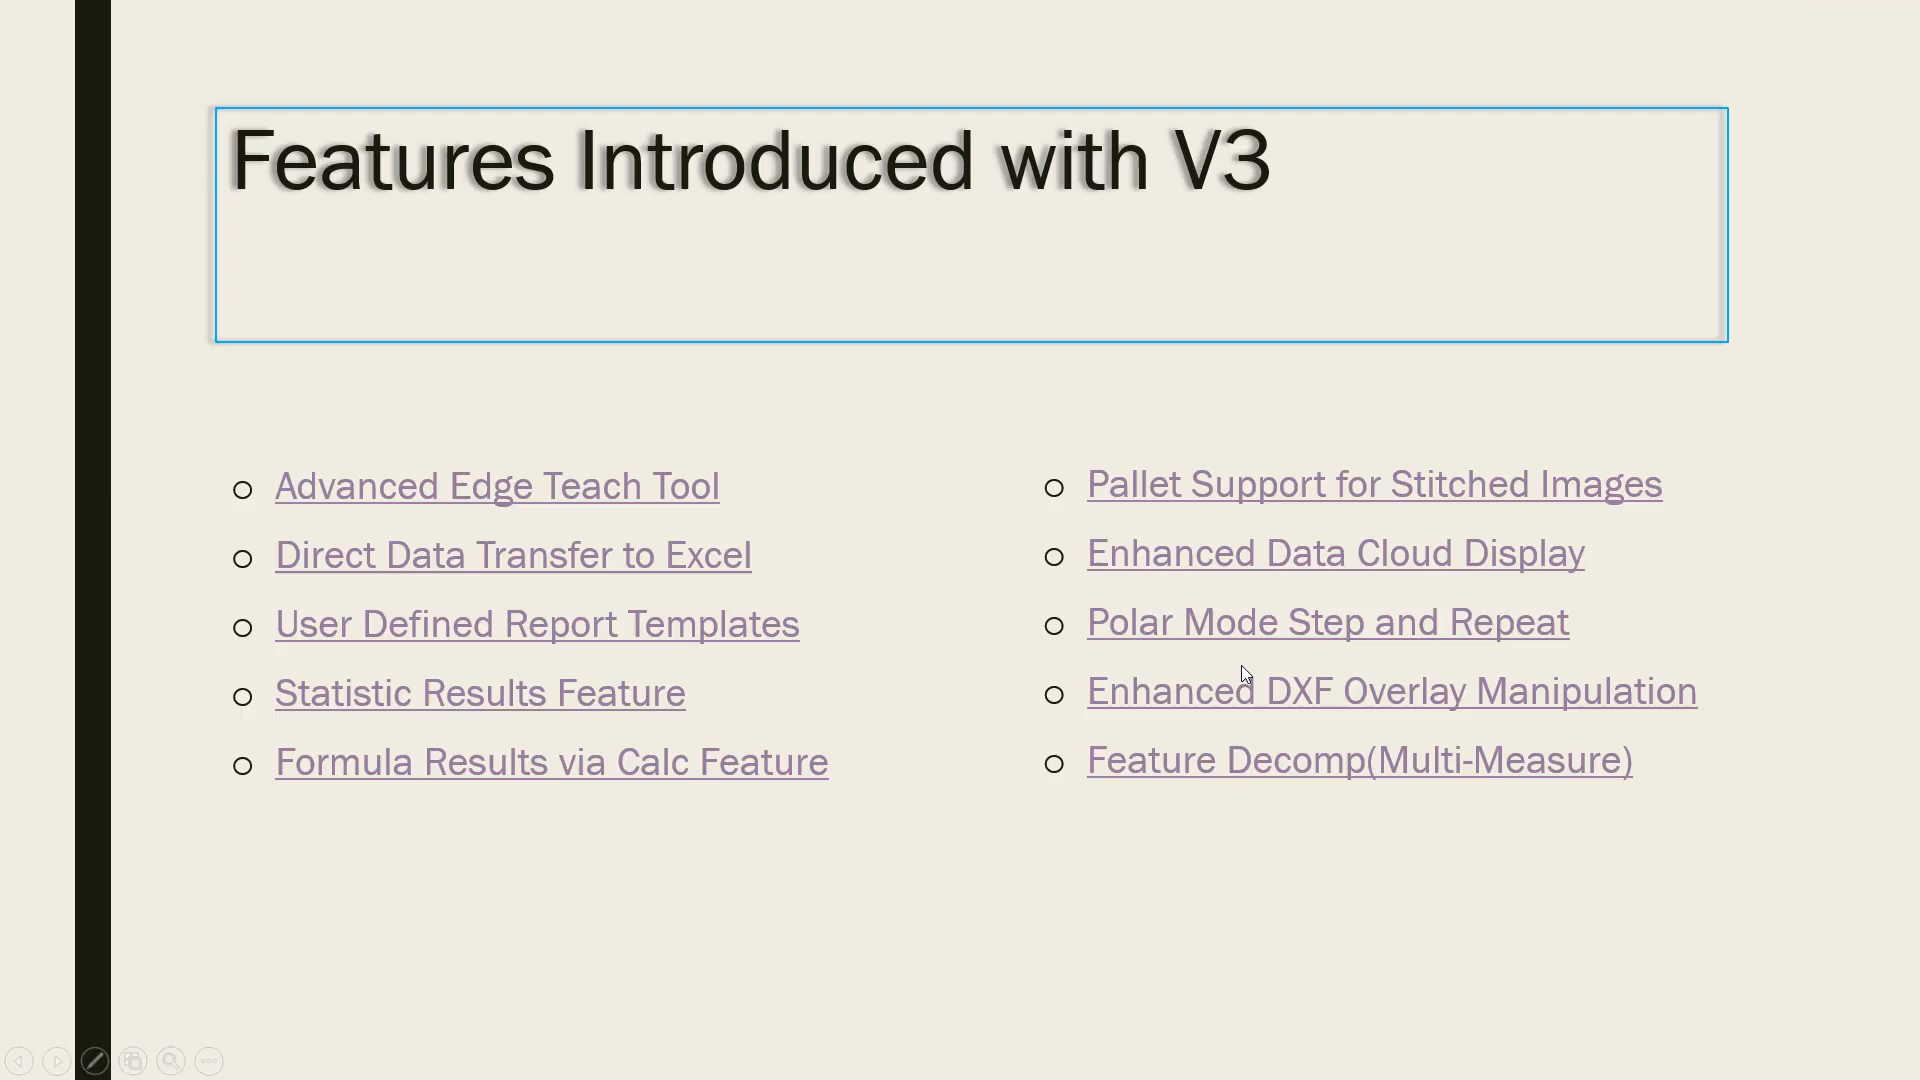 Features Introduced with V3
Advanced Edge Teach Tool
Direct Data Transfer to Excel
User Defined Report Templates
Statistic Results Feature
Formula Results via Calc Feature
Pallet Support for Stitched Images
Enhanced Data Cloud Display
Polar Mode Step and Repeat
Enhanced DXF Overlay Manipulation
Feature Decomp(Multi-Measure)